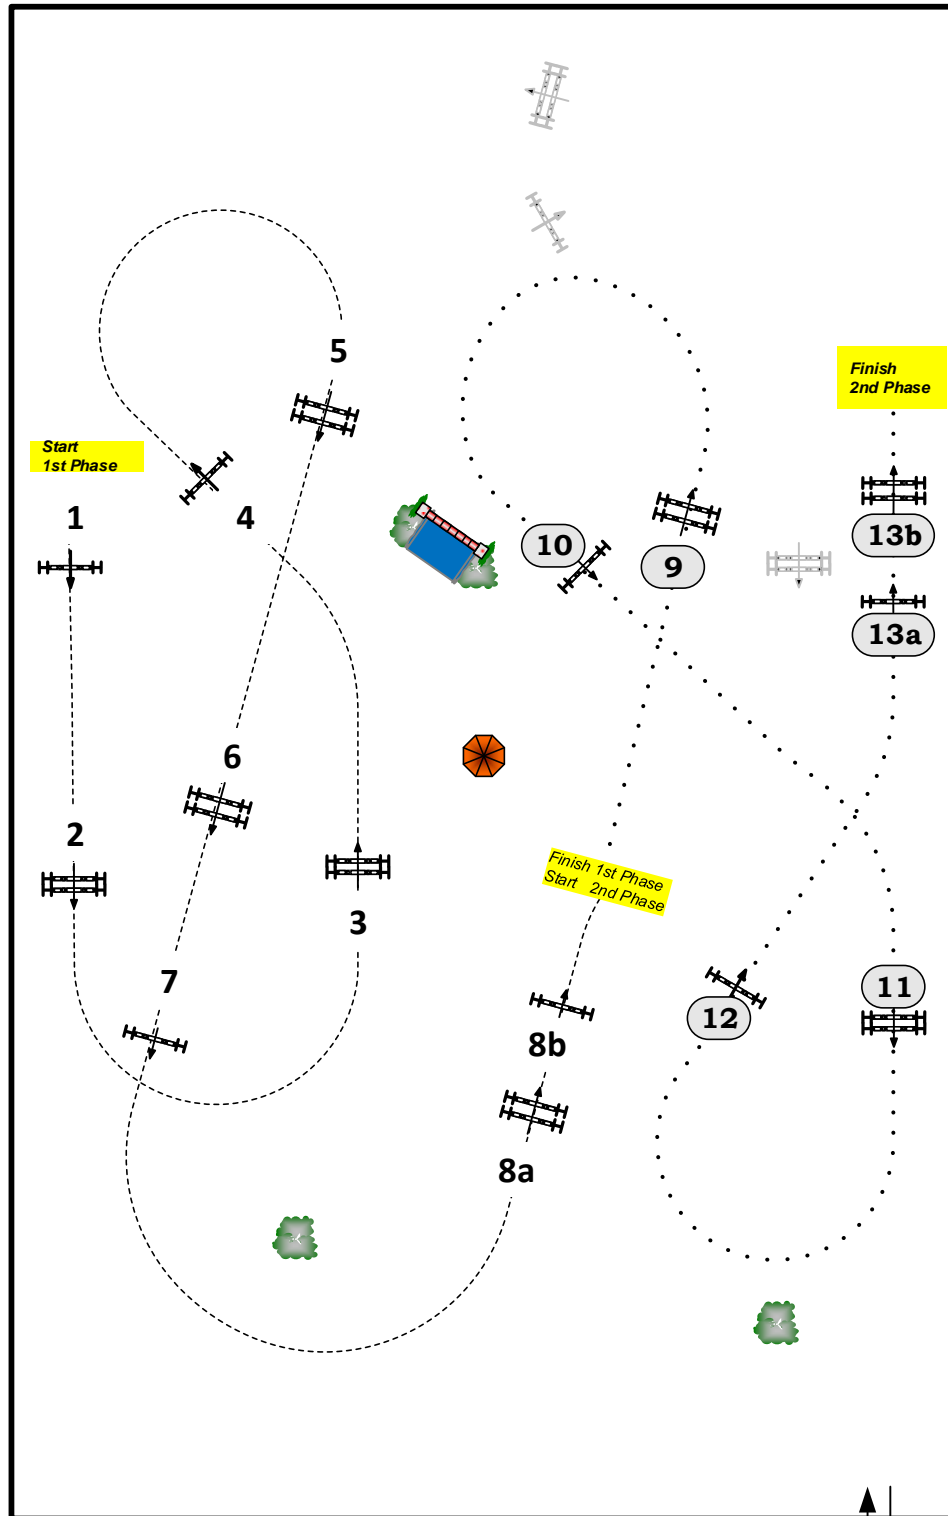 5
Finish
2nd Phase
Start
1st Phase
1
4
13b
10
9
13a
6
2
Finish 1st Phase
Start 2nd Phase
3
7
11
12
8b
8a